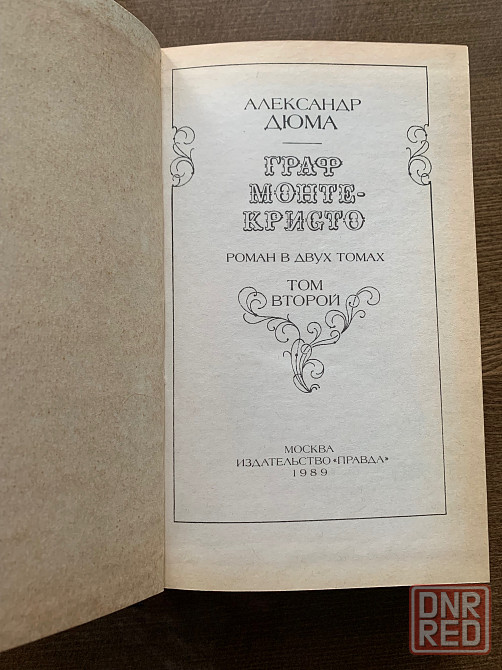 АЛЕКСАНДР
ДЮМА
ГРАФ
МОНТЕ-
КРИСТО
РОМАН В ДВУХ ТОМАХ
ТОМ
ВТОРОЙ
МОСКВА
ИЗДАТЕЛЬСТВО «ПРАВДА»
1989
DNR
RED